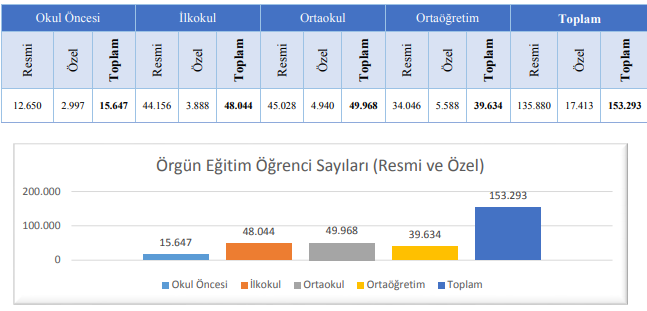 Okul Öncesi İlkokul Ortaokul Ortaöğretim Toplam
Resmi Özel Toplam Resmi Özel Toplam Resmi Özel Toplam Resmi Özel Toplam Resmi Özel Toplam
12.650 2.997 15.647 44.156 3.888 48.044 45.028 4.940 49.968 34.046 5.588 39.634 135.880 17.413 153.293
Örgün Eğitim Öğrenci Sayıları (Resmi ve Özel)
200.000
100.000
0
15.647 48.044 49.968 39.634 153.293
Okul Öncesi İlkokul Ortaokul Ortaöğretim Toplam